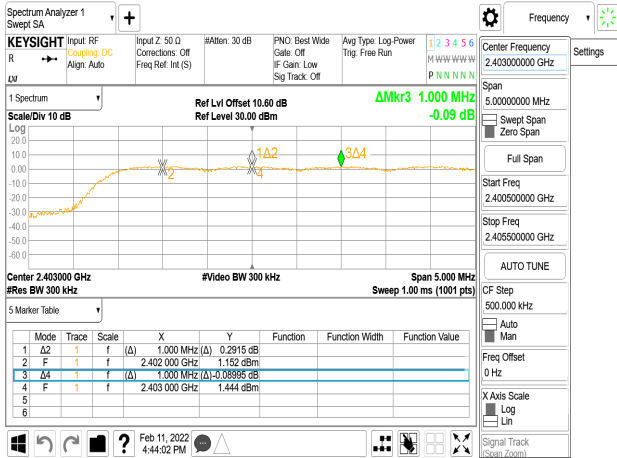 Spectrum Analyzer 1
Swept SA
Frequency
KEYSIGHT
R
Input: RF
Coupling: DC
Align: Auto
Input Z: 50 Ω
Corrections: Off
Freq Ref: Int (S)
#Atten: 30 dB
PNO: Best Wide
Gate: Off
IF Gain: Low
Sig Track: Off
Avg Type: Log-Power
Trig: Free Run
1 2 3 4 5 6
M W W W W W
P N N N N N
1 Spectrum
Scale/Div 10 dB
Ref Lvl Offset 10.60 dB
Ref Level 30.00 dBm
ΔMkr3 1.000 MHz
-0.09 dB
Log
20.0
10.0
0.00
-10.0
-20.0
-30.0
-40.0
-50.0
-60.0
2
1Δ2
4
3Δ4
Center 2.403000 GHz
#Res BW 300 kHz
#Video BW 300 kHz
Span 5.000 MHz
Sweep 1.00 ms (1001 pts)
5 Marker Table
Mode Trace Scale X Y Function Function Width Function Value
1 Δ2 1 f (Δ) 1.000 MHz (Δ) 0.2915 dB
2 F 1 f 2.402 000 GHz 1.152 dBm
3 Δ4 1 f (Δ) 1.000 MHz (Δ) -0.08995 dB
4 F 1 f 2.403 000 GHz 1.444 dBm
5
6
?
Feb 11, 2022
4:44:02 PM
Center Frequency
2.403000000 GHz
Span
5.00000000 MHz
Swept Span
Zero Span
Full Span
Start Freq
2.400500000 GHz
Stop Freq
2.405500000 GHz
AUTO TUNE
CF Step
500.000 kHz
Auto
Man
Freq Offset
0 Hz
X Axis Scale
Log
Lin
Signal Track
(Span Zoom)
Settings